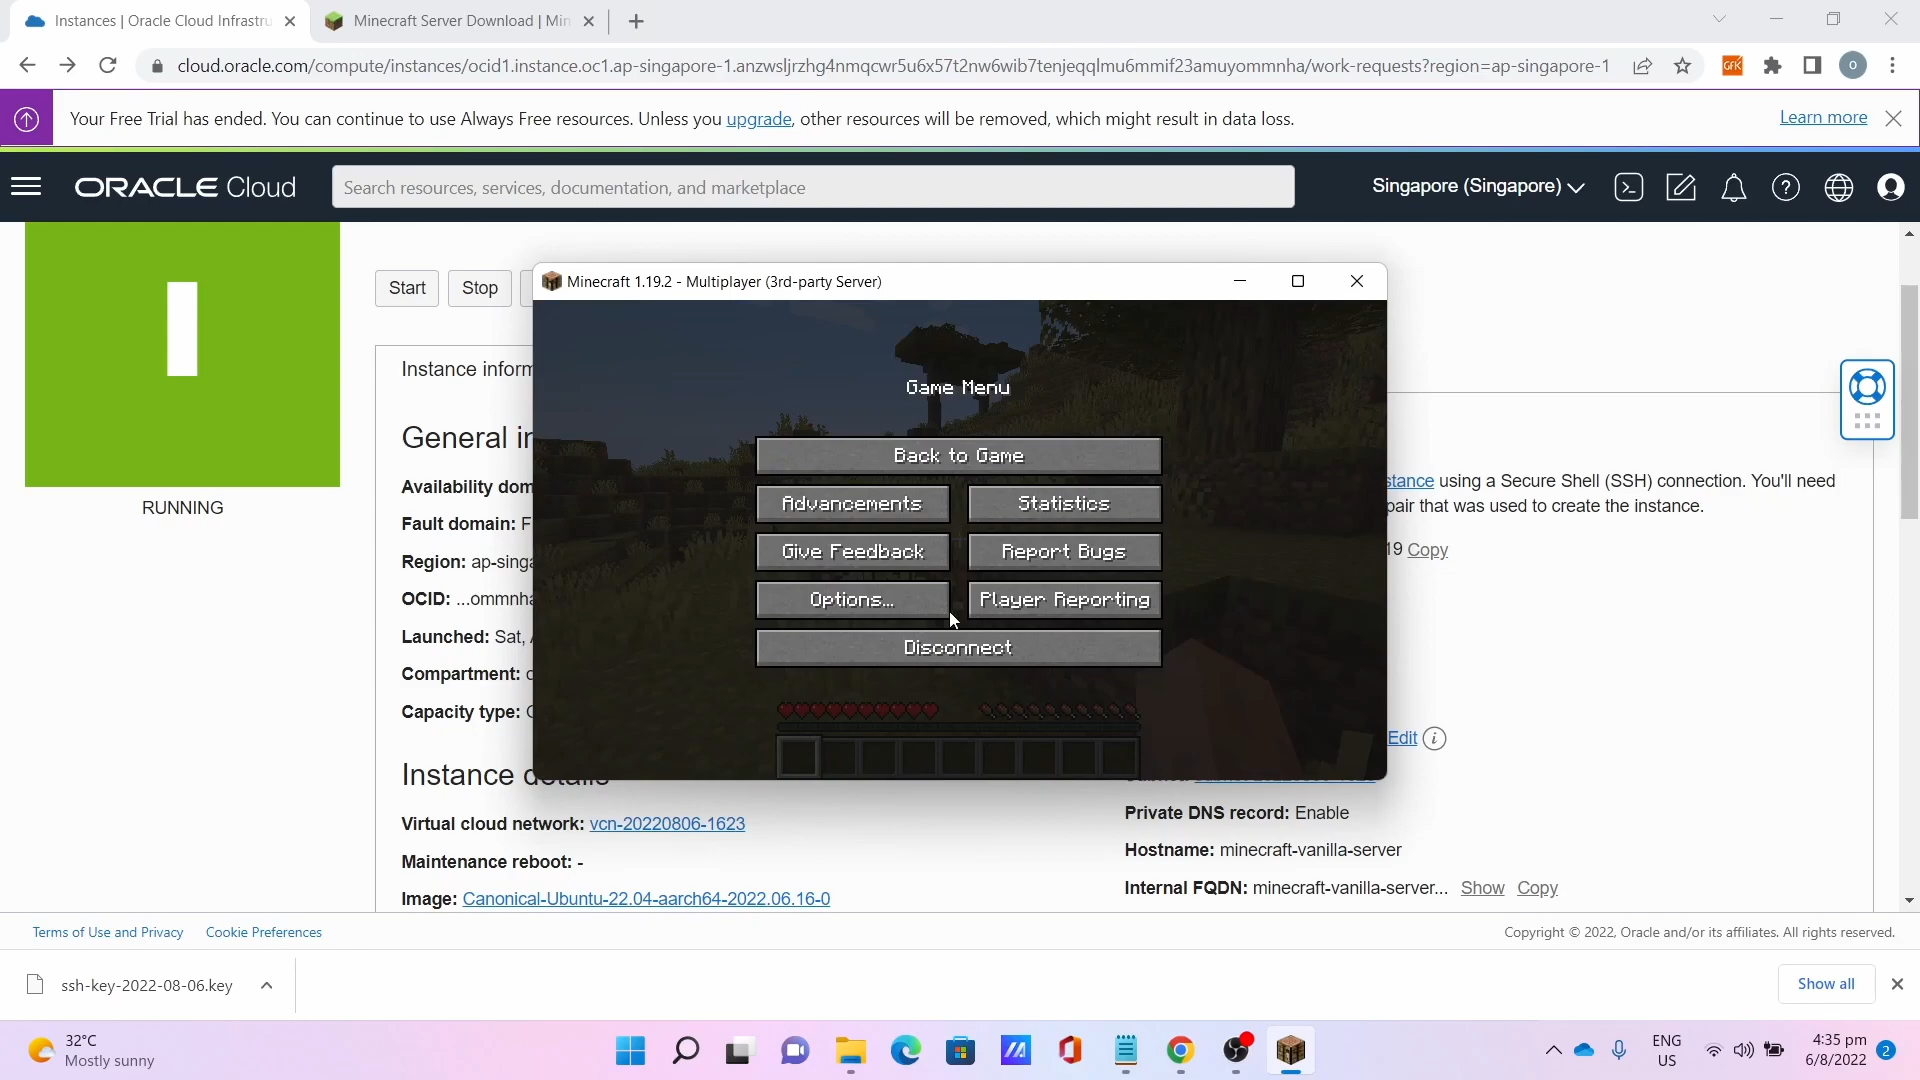 Instances | Oracle Cloud Infrastru
Minecraft Server Download | Min
cloud.oracle.com/compute/instances/ocid1.instance.oc1.ap-singapore-1.anzwsljrzhg4nmqcwr5u6x57t2nw6wib7tenjeqqlmu6mmif23amuyommnha/work-requests?region=ap-singapore-1
GFK
O
Your Free Trial has ended. You can continue to use Always Free resources. Unless you upgrade, other resources will be removed, which might result in data loss.
Learn more
ORACLE Cloud
Search resources, services, documentation, and marketplace
Singapore (Singapore)
RUNNING
Start
Stop
Instance inform
General in
Availability dom
Fault domain: F
Region: ap-singa
OCID: ...ommnha
Launched: Sat,
Compartment:
Capacity type:
Instance details
Virtual cloud network: vcn-20220806-1623
Maintenance reboot: -
Image: Canonical-Ubuntu-22.04-aarch64-2022.06.16-0
Minecraft 1.19.2 - Multiplayer (3rd-party Server)
Game Menu
Back to Game
Advancements
Statistics
Give Feedback
Report Bugs
Options...
Player Reporting
Disconnect
stance using a Secure Shell (SSH) connection. You'll need
pair that was used to create the instance.
19 Copy
Edit
Private DNS record: Enable
Hostname: minecraft-vanilla-server
Internal FQDN: minecraft-vanilla-server... Show Copy
Terms of Use and Privacy
Cookie Preferences
Copyright © 2022, Oracle and/or its affiliates. All rights reserved.
ssh-key-2022-08-06.key
Show all
32°C
Mostly sunny
ENG
US
4:35 pm
6/8/2022
2